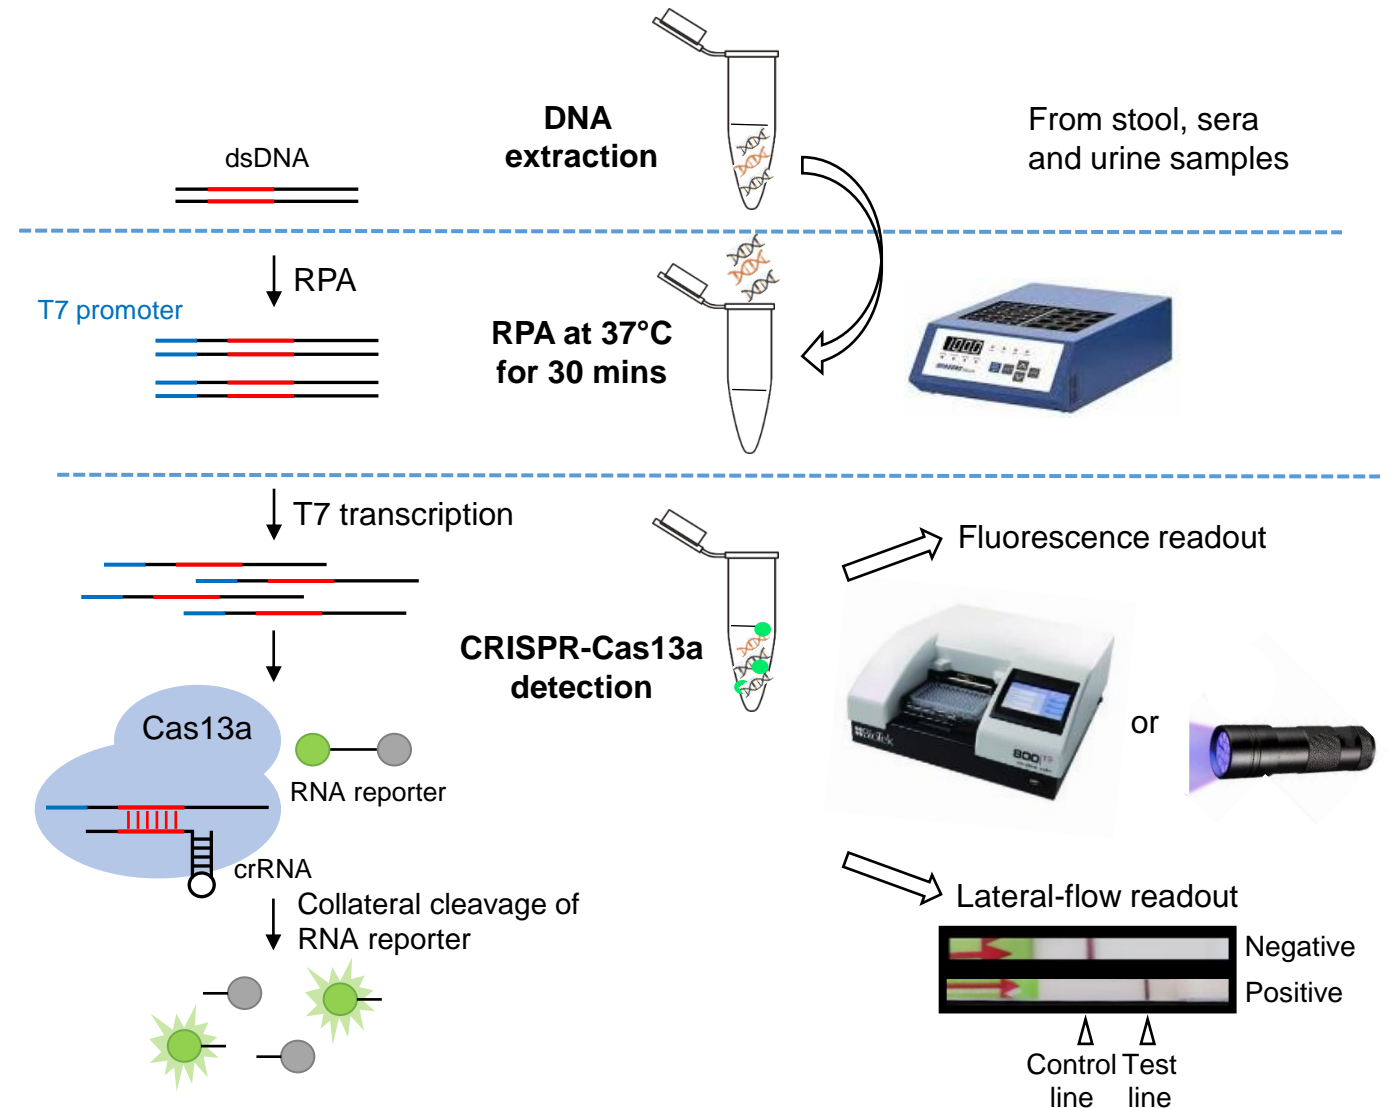 DNA
extraction
From stool, sera
and urine samples
dsDNA
RPA
T7 promoter
RPA at 37°C
for 30 mins
T7 transcription
Fluorescence readout
CRISPR-Cas13a
detection
Cas13a
RNA reporter
BioTek
800
or
crRNA
Collateral cleavage of
RNA reporter
Lateral-flow readout
Negative
Positive
Control
line
Test
line